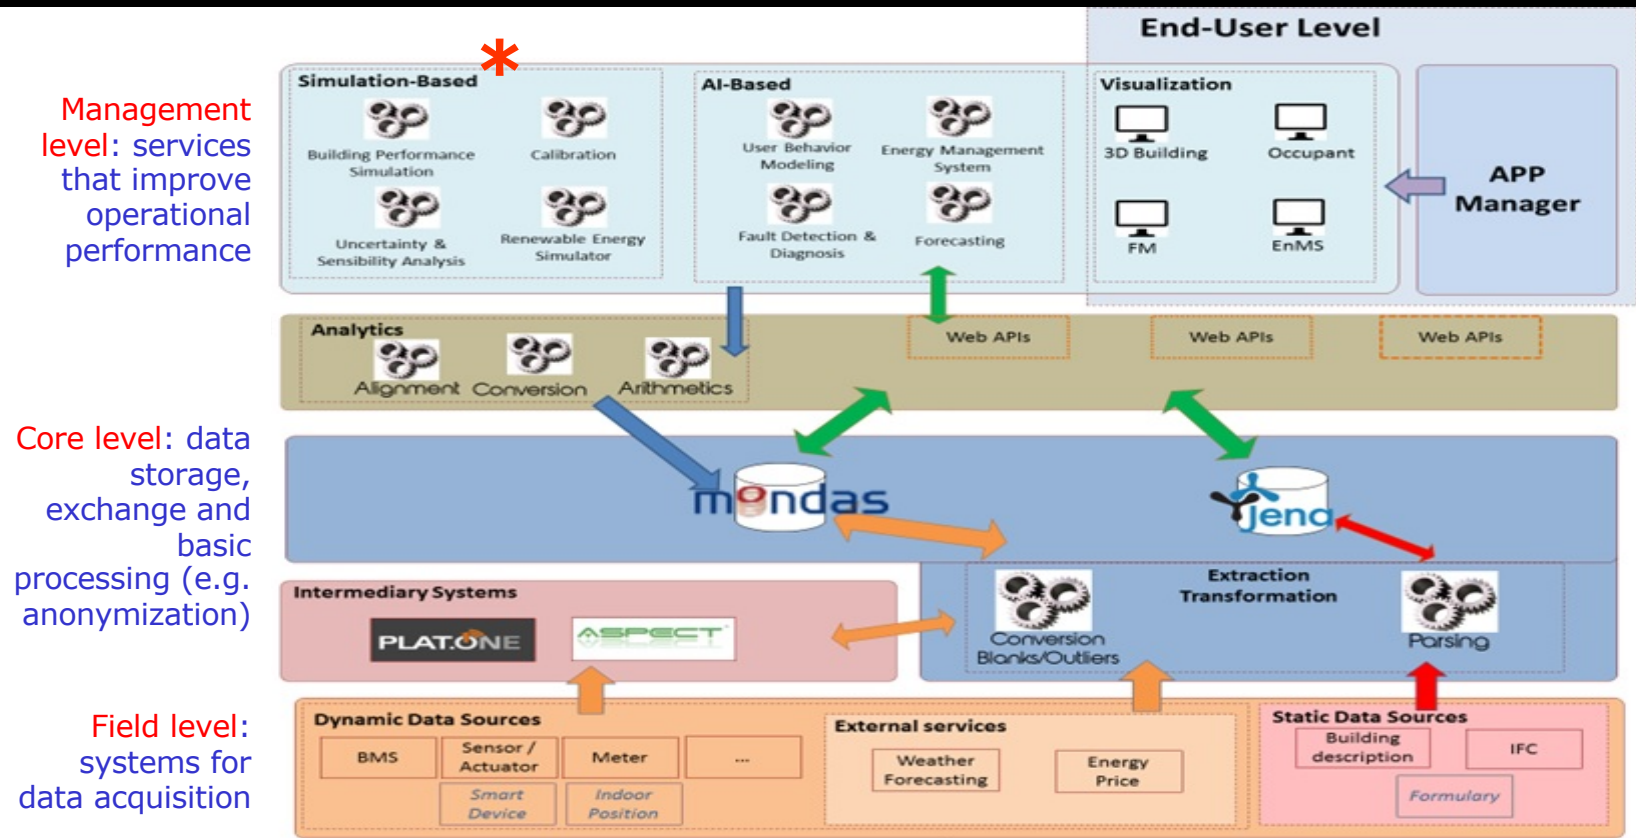 End-User Level
*
Management
level: services
that improve
operational
performance
Simulation-Based
Building Performance
Simulation
Calibration
Uncertainty &
Sensibility Analysis
Renewable Energy
Simulator
AI-Based
User Behavior
Modeling
Energy Management
System
Fault Detection &
Diagnosis
Forecasting
Visualization
3D Building
Occupant
FM
EnMS
APP
Manager
Analytics
Alignment
Conversion
Arithmetics
Web APIs
Web APIs
Web APIs
Core level: data
storage,
exchange and
basic
processing (e.g.
anonymization)
mondas
jena
Intermediary Systems
PLAT.ONE
ASPECT
Extraction
Transformation
Conversion
Blanks/Outliers
Parsing
Field level:
systems for
data acquisition
Dynamic Data Sources
BMS
Sensor /
Actuator
Meter
...
Smart
Device
Indoor
Position
External services
Weather
Forecasting
Energy
Price
Static Data Sources
Building
description
IFC
Formulary